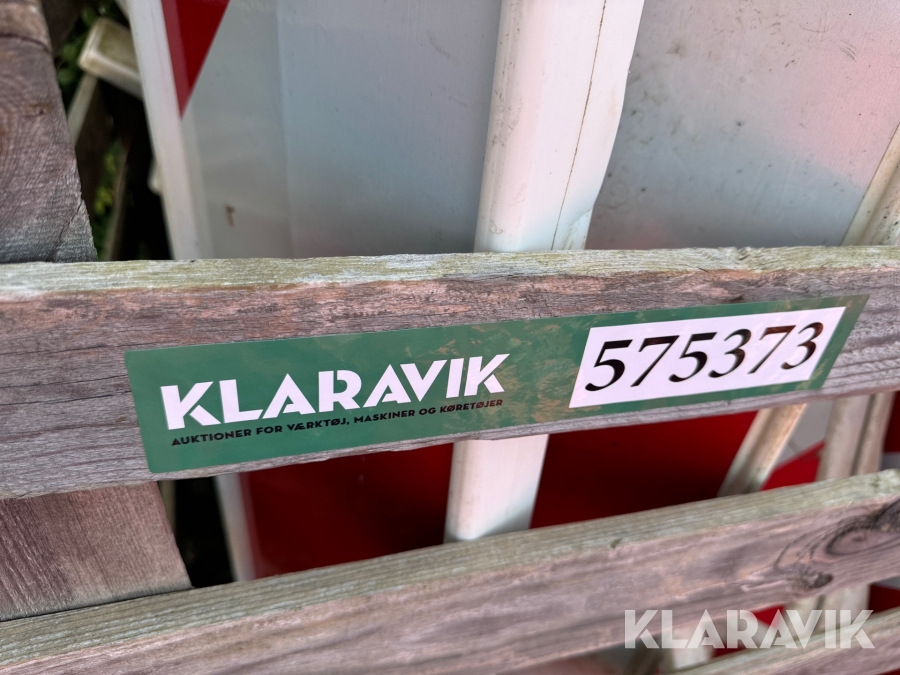 KLARAVIK
AUKTIONER FOR VÆRKTØJ, MASKINER OG KØRETØJER
575373
KLARAVIK